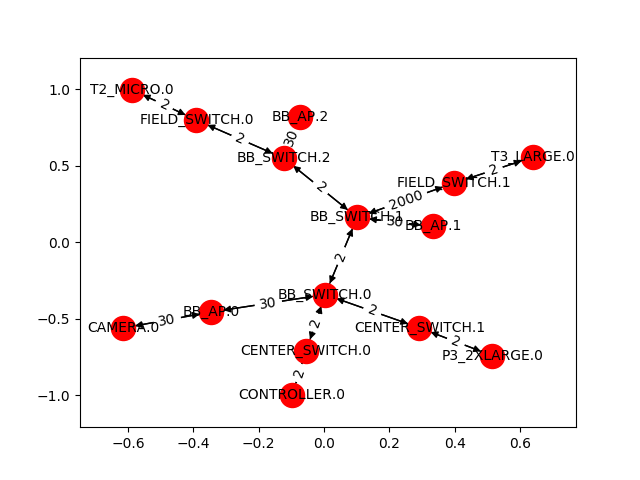 1.0
0.5
0.0
−0.5
−1.0
T2_MICRO.0
2
FIELD_SWITCH.0
BB_AP.2
2
30
BB_SWITCH.2
T3_LARGE.0
2
FIELD_SWITCH.1
2
2000
BB_SWITCH.1
30
BB_AP.1
2
BB_SWITCH.0
30
2
BB_AP.0
CAMERA.0
30
2
CENTER_SWITCH.1
2
CENTER_SWITCH.0
P3_2XLARGE.0
2
CONTROLLER.0
−0.6
−0.4
−0.2
0.0
0.2
0.4
0.6